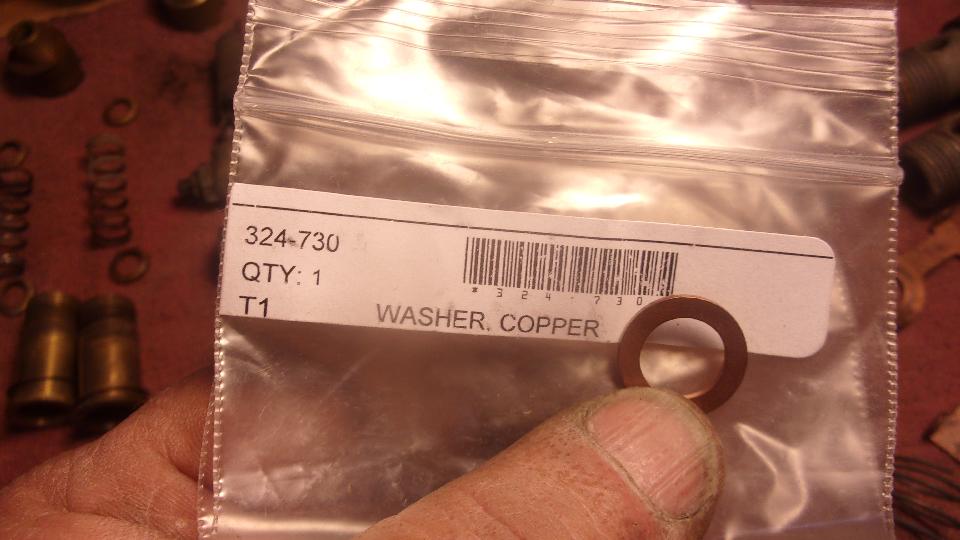 324-730
QTY: 1
T1
* 3 2 4 - 7 3 0
WASHER, COPPER